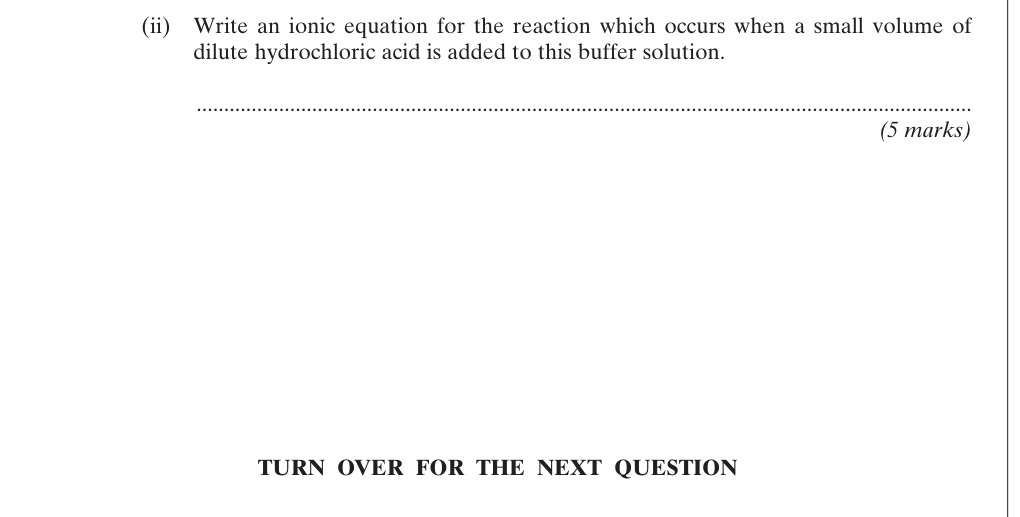 (ii) Write an ionic equation for the reaction which occurs when a small volume of
dilute hydrochloric acid is added to this buffer solution.
................................................................................................................................................
(5 marks)
TURN OVER FOR THE NEXT QUESTION